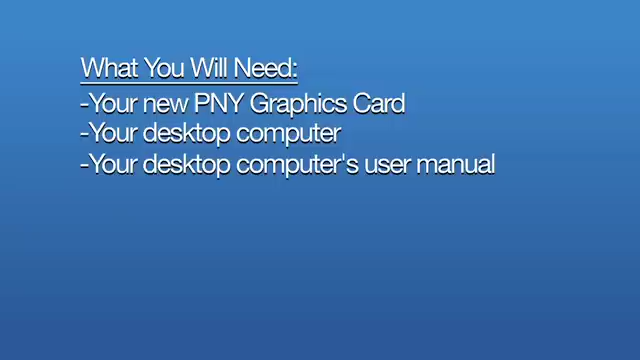 What You Will Need:
-Your new PNY Graphics Card
-Your desktop computer
-Your desktop computer's user manual